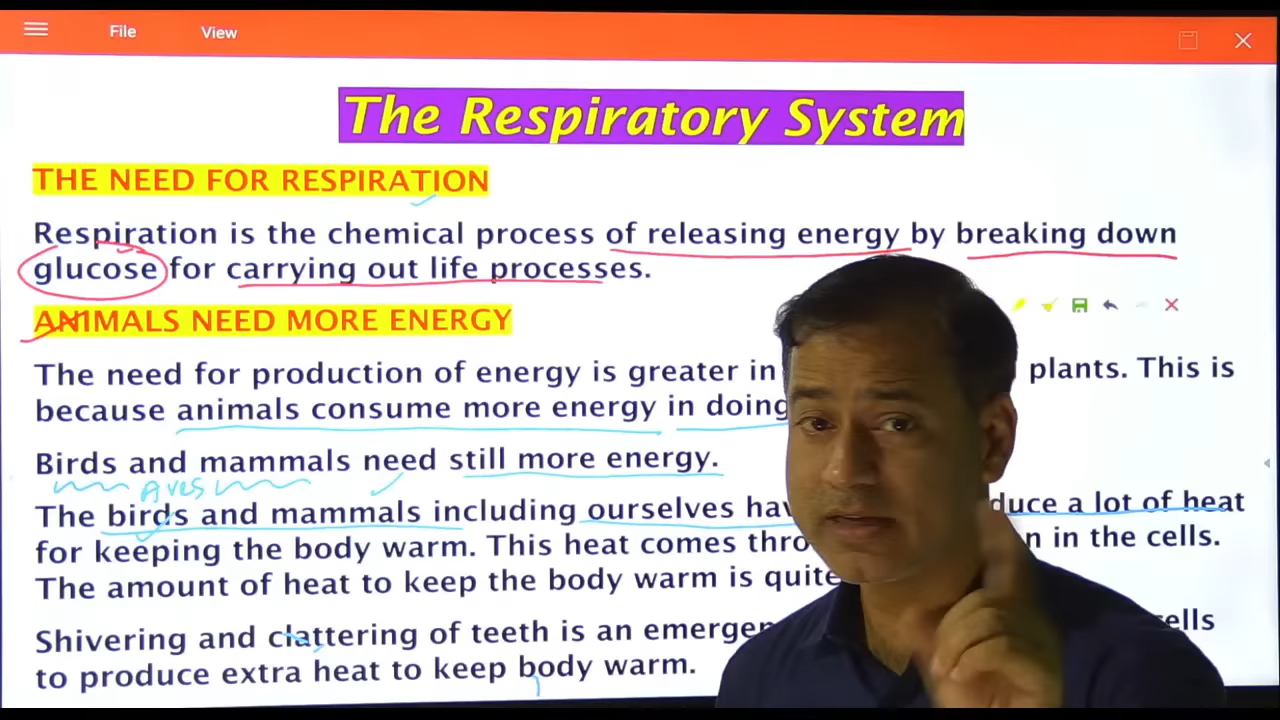 File View
The Respiratory System
THE NEED FOR RESPIRATION
Respiration is the chemical process of releasing energy by breaking down
glucose for carrying out life processes.
ANIMALS NEED MORE ENERGY
The need for production of energy is greater in plants. This is
because animals consume more energy in doing
Birds and mammals need still more energy.
Aves
The birds and mammals including ourselves have duce a lot of heat
for keeping the body warm. This heat comes thro n in the cells.
The amount of heat to keep the body warm is quite
Shivering and clattering of teeth is an emergen cells
to produce extra heat to keep body warm.